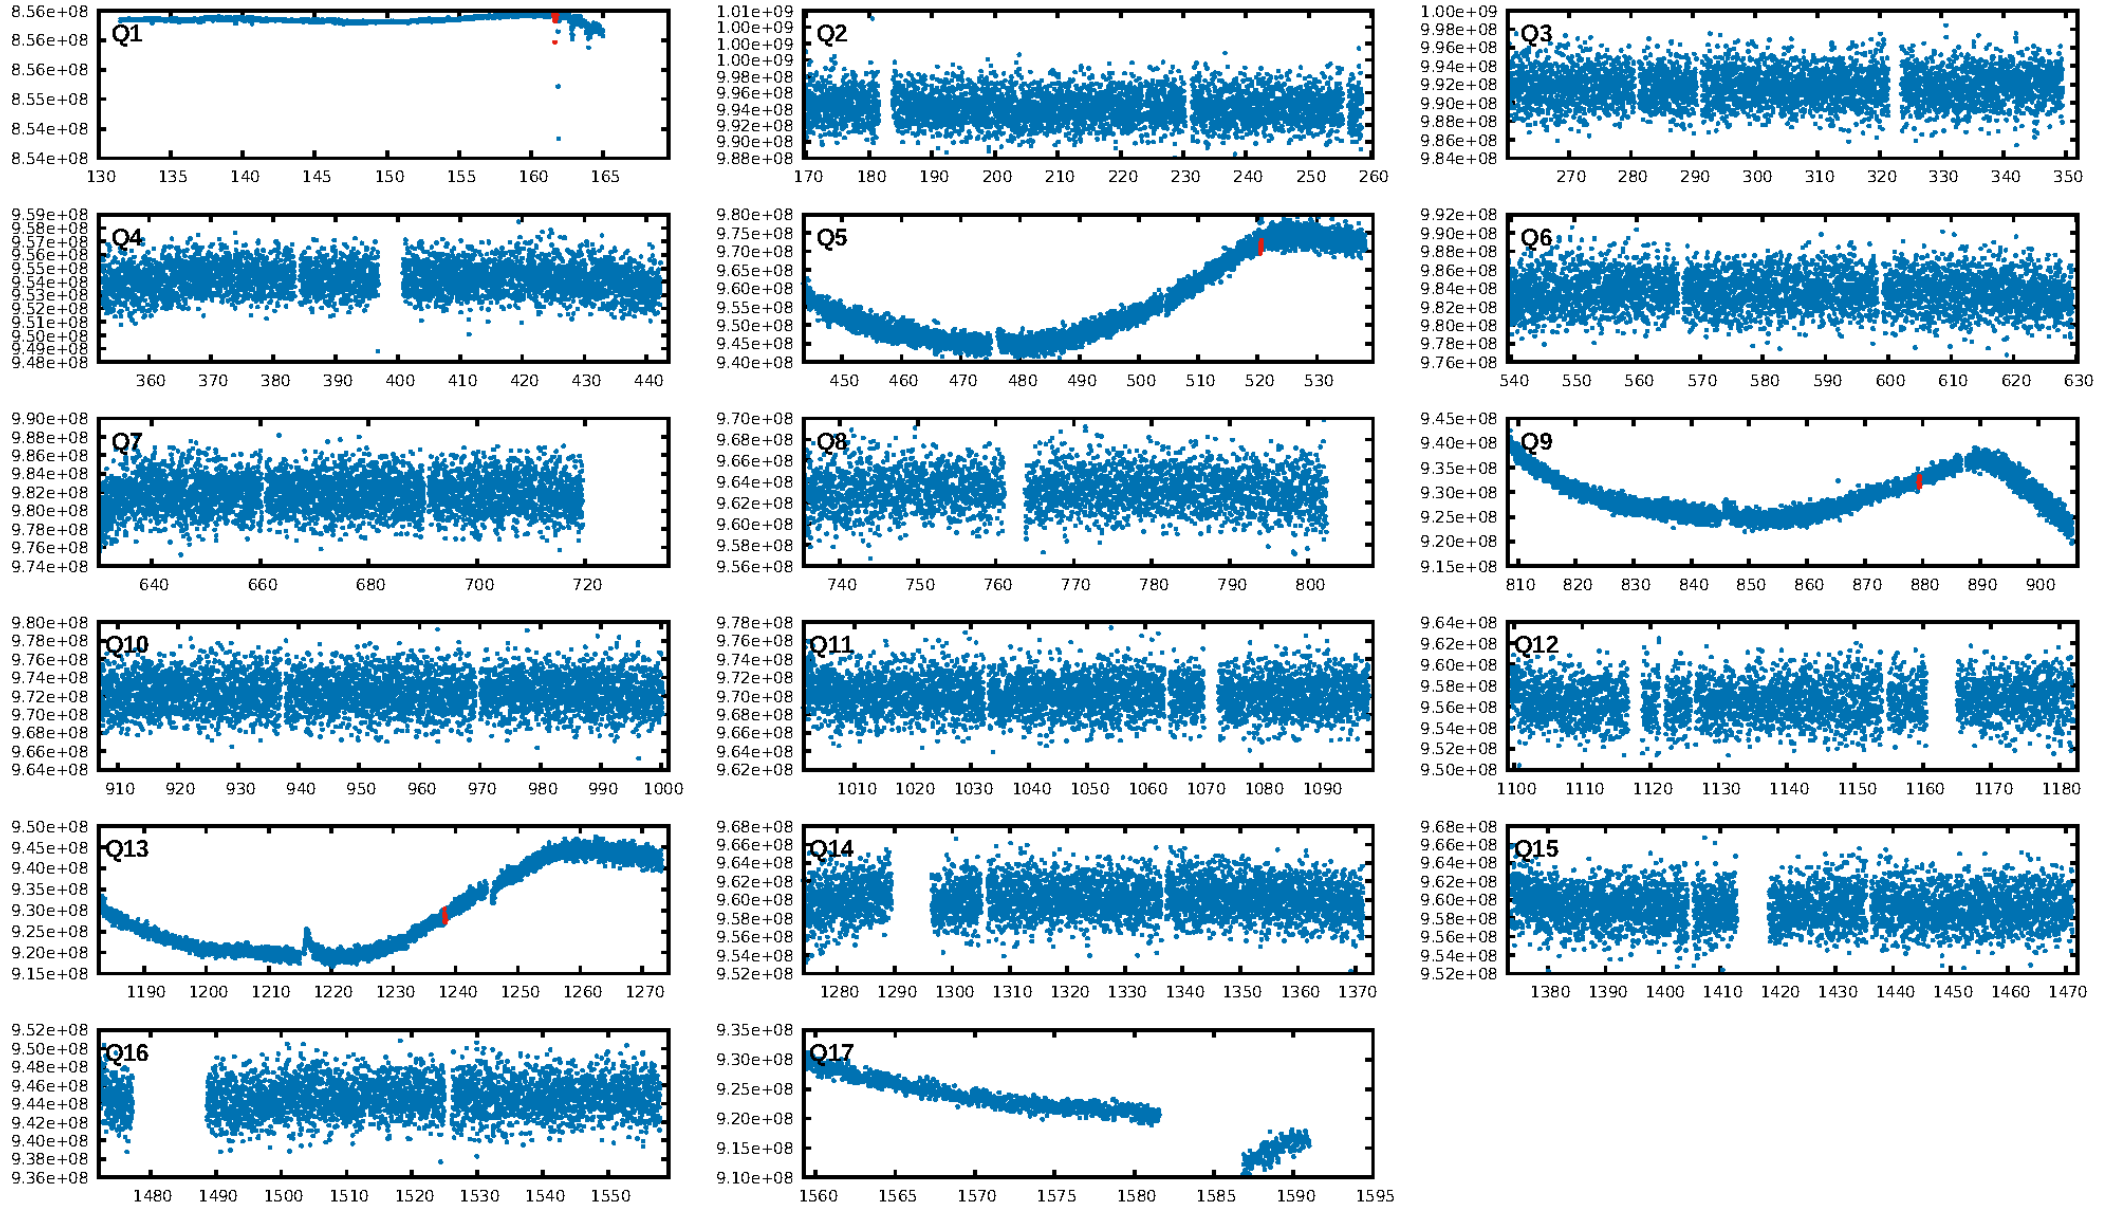 8.56e+08
Q1
8.56e+08
8.56e+08
8.55e+08
8.54e+08
8.54e+08
130 135 140 145 150 155 160 165
1.01e+09
1.00e+09
Q2
1.00e+09
1.00e+09
9.98e+08
9.96e+08
9.94e+08
9.92e+08
9.90e+08
9.88e+08
170 180 190 200 210 220 230 240 250 260
1.00e+09
9.98e+08
Q3
9.96e+08
9.94e+08
9.92e+08
9.90e+08
9.88e+08
9.86e+08
9.84e+08
270 280 290 300 310 320 330 340 350
9.59e+08
9.58e+08
Q4
9.57e+08
9.56e+08
9.55e+08
9.54e+08
9.53e+08
9.52e+08
9.51e+08
9.50e+08
9.49e+08
9.48e+08
360 370 380 390 400 410 420 430 440
9.80e+08
Q5
9.75e+08
9.70e+08
9.65e+08
9.60e+08
9.55e+08
9.50e+08
9.45e+08
9.40e+08
450 460 470 480 490 500 510 520 530
9.92e+08
Q6
9.90e+08
9.88e+08
9.86e+08
9.84e+08
9.82e+08
9.80e+08
9.78e+08
9.76e+08
540 550 560 570 580 590 600 610 620 630
9.90e+08
Q7
9.88e+08
9.86e+08
9.84e+08
9.82e+08
9.80e+08
9.78e+08
9.76e+08
9.74e+08
640 660 680 700 720
9.70e+08
Q8
9.68e+08
9.66e+08
9.64e+08
9.62e+08
9.60e+08
9.58e+08
9.56e+08
740 750 760 770 780 790 800
9.45e+08
Q9
9.40e+08
9.35e+08
9.30e+08
9.25e+08
9.20e+08
9.15e+08
810 820 830 840 850 860 870 880 890 900
9.80e+08
Q10
9.78e+08
9.76e+08
9.74e+08
9.72e+08
9.70e+08
9.68e+08
9.66e+08
9.64e+08
910 920 930 940 950 960 970 980 990 1000
9.78e+08
Q11
9.76e+08
9.74e+08
9.72e+08
9.70e+08
9.68e+08
9.66e+08
9.64e+08
9.62e+08
1010 1020 1030 1040 1050 1060 1070 1080 1090
9.64e+08
Q12
9.62e+08
9.60e+08
9.58e+08
9.56e+08
9.54e+08
9.52e+08
9.50e+08
1100 1110 1120 1130 1140 1150 1160 1170 1180
9.50e+08
Q13
9.45e+08
9.40e+08
9.35e+08
9.30e+08
9.25e+08
9.20e+08
9.15e+08
1190 1200 1210 1220 1230 1240 1250 1260 1270
9.68e+08
Q14
9.66e+08
9.64e+08
9.62e+08
9.60e+08
9.58e+08
9.56e+08
9.54e+08
9.52e+08
1280 1290 1300 1310 1320 1330 1340 1350 1360 1370
9.68e+08
Q15
9.66e+08
9.64e+08
9.62e+08
9.60e+08
9.58e+08
9.56e+08
9.54e+08
9.52e+08
1380 1390 1400 1410 1420 1430 1440 1450 1460 1470
9.52e+08
Q16
9.50e+08
9.48e+08
9.46e+08
9.44e+08
9.42e+08
9.40e+08
9.38e+08
9.36e+08
1480 1490 1500 1510 1520 1530 1540 1550
9.35e+08
Q17
9.30e+08
9.25e+08
9.20e+08
9.15e+08
9.10e+08
1560 1565 1570 1575 1580 1585 1590 1595